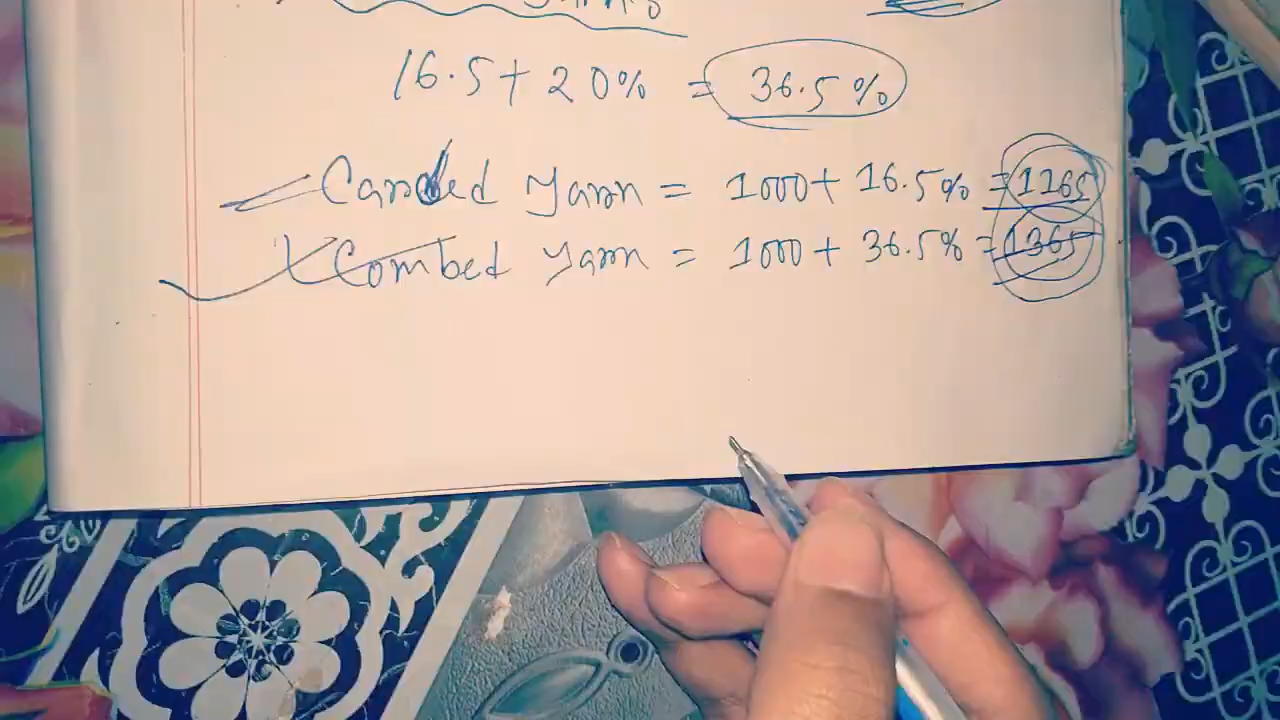 16.5 + 20% = 36.5%
Carded Yarn = 1000 + 16.5% = 1165
Combed yarn = 1000 + 36.5% = 1365